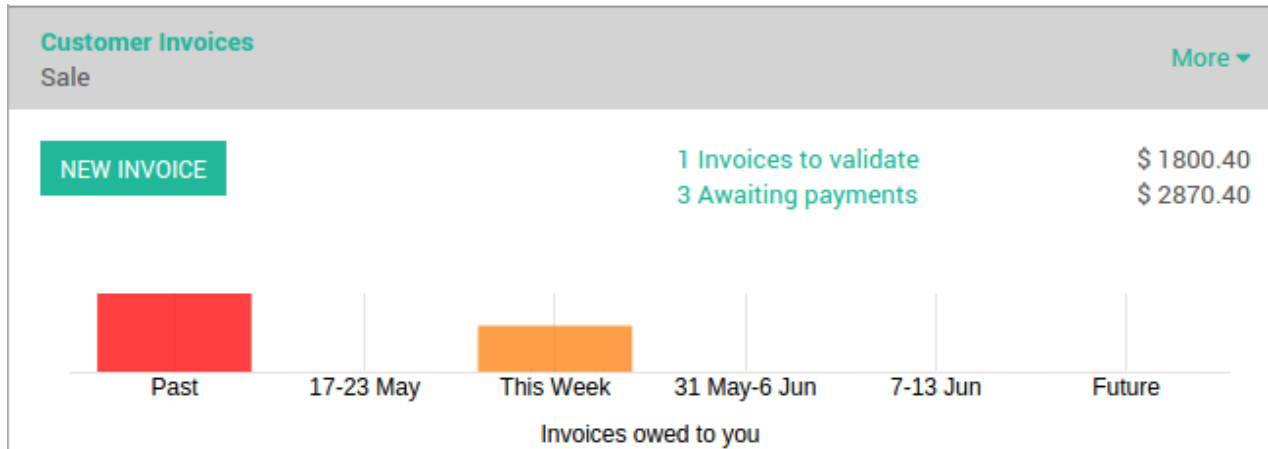 Customer Invoices
Sale
More
NEW INVOICE
1 Invoices to validate $ 1800.40
3 Awaiting payments $ 2870.40
Past 17-23 May This Week 31 May-6 Jun 7-13 Jun Future
Invoices owed to you